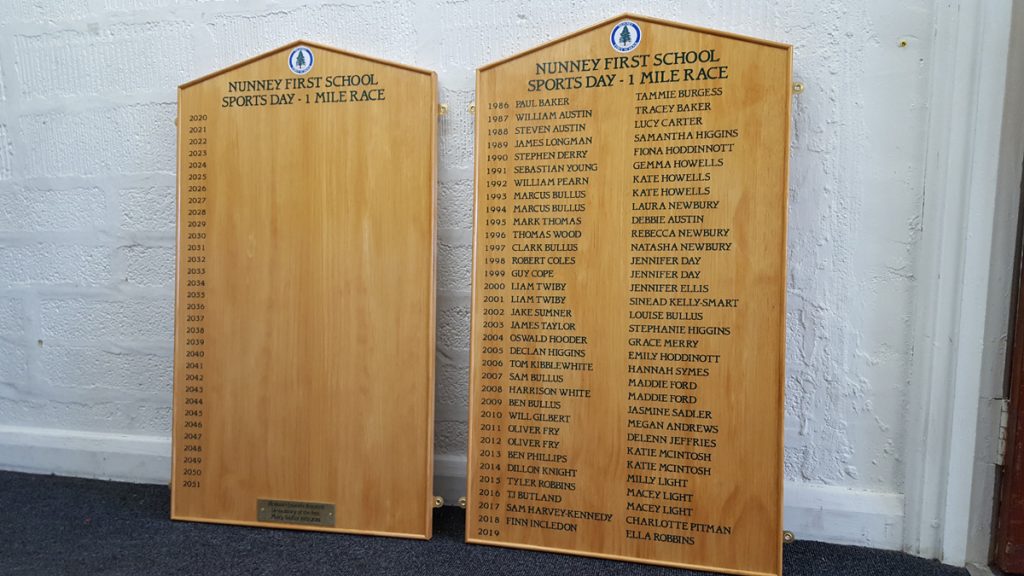 NUNNEY FIRST SCHOOL
SPORTS DAY - 1 MILE RACE
2020
2021
2022
2023
2024
2025
2026
2027
2028
2029
2030
2031
2032
2033
2034
2035
2036
2037
2038
2039
2040
2041
2042
2043
2044
2045
2046
2047
2048
2049
2050
2051
NUNNEY FIRST SCHOOL
SPORTS DAY - 1 MILE RACE
1986 PAUL BAKER TAMMIE BURGESS
1987 WILLIAM AUSTIN TRACEY BAKER
1988 STEVEN AUSTIN LUCY CARTER
1989 JAMES LONGMAN SAMANTHA HIGGINS
1990 STEPHEN DERRY FIONA HODDINNOTT
1991 SEBASTIAN YOUNG GEMMA HOWELLS
1992 WILLIAM PEARN KATE HOWELLS
1993 MARCUS BULLUS KATE HOWELLS
1994 MARCUS BULLUS LAURA NEWBURY
1995 MARK THOMAS DEBBIE AUSTIN
1996 THOMAS WOOD REBECCA NEWBURY
1997 CLARK BULLUS NATASHA NEWBURY
1998 ROBERT COLES JENNIFER DAY
1999 GUY COPE JENNIFER DAY
2000 LIAM TWIBY JENNIFER ELLIS
2001 LIAM TWIBY SINEAD KELLY-SMART
2002 JAKE SUMNER LOUISE BULLUS
2003 JAMES TAYLOR STEPHANIE HIGGINS
2004 OSWALD HOODER GRACE MERRY
2005 DECLAN HIGGINS EMILY HODDINOTT
2006 TOM KIBBLEWHITE HANNAH SYMES
2007 SAM BULLUS MADDIE FORD
2008 HARRISON WHITE MADDIE FORD
2009 BEN BULLUS JASMINE SADLER
2010 WILL GILBERT MEGAN ANDREWS
2011 OLIVER FRY DELENN JEFFRIES
2012 OLIVER FRY KATIE MCINTOSH
2013 BEN PHILLIPS KATIE MCINTOSH
2014 DILLON KNIGHT MILLY LIGHT
2015 TYLER ROBBINS MACEY LIGHT
2016 TJ BUTLAND MACEY LIGHT
2017 SAM HARVEY-KENNEDY CHARLOTTE PITMAN
2018 FINN INCLEDON ELLA ROBBINS
2019